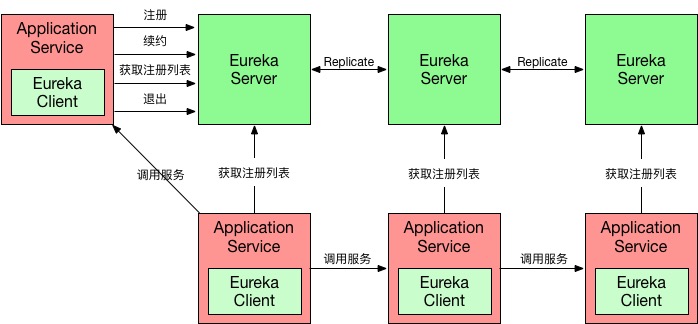 Application
Service
Eureka
Client
注册
续约
获取注册列表
退出
Eureka
Server
Replicate
Eureka
Server
Replicate
Eureka
Server
调用服务
获取注册列表
获取注册列表
获取注册列表
Application
Service
Eureka
Client
调用服务
Application
Service
Eureka
Client
调用服务
Application
Service
Eureka
Client